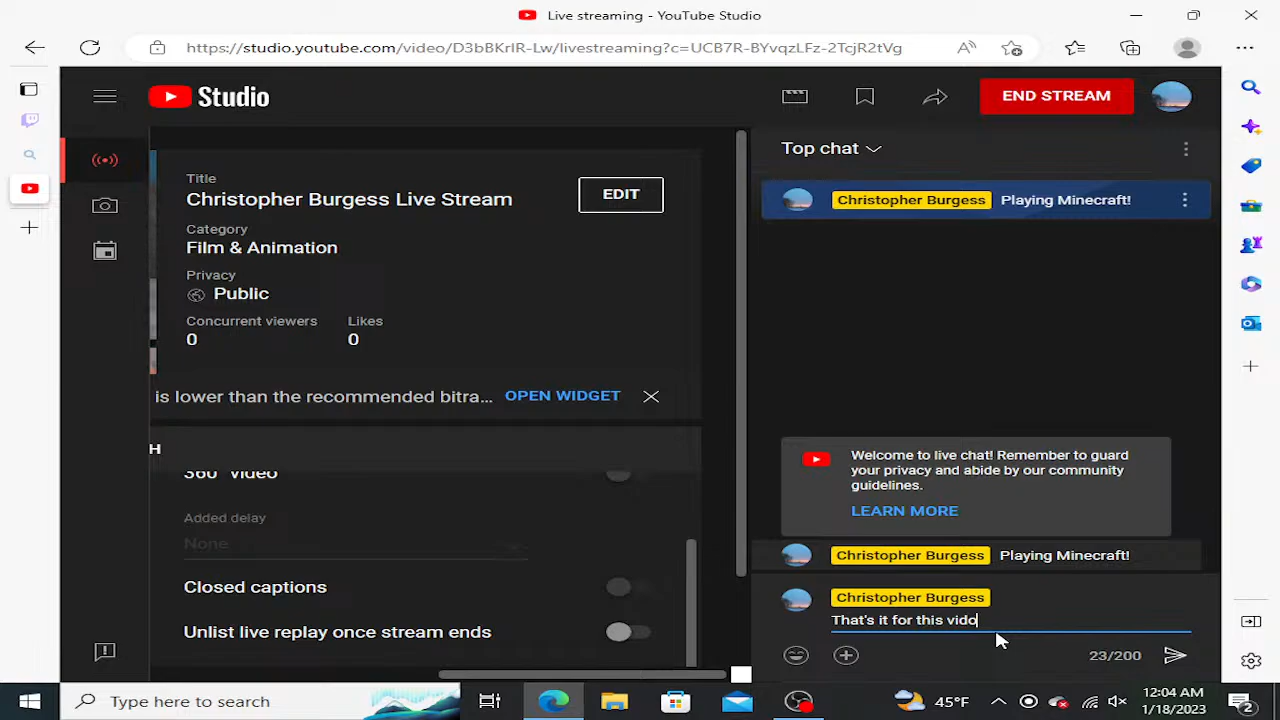 Live streaming - YouTube Studio
https://studio.youtube.com/video/D3bBKrIR-Lw/livestreaming?c=UCB7R-BYvqzLFz-2TcjR2tVg
Studio
END STREAM
Title
Christopher Burgess Live Stream
EDIT
Category
Film & Animation
Privacy
Public
Concurrent viewers Likes
0 0
is lower than the recommended bitra... OPEN WIDGET
H
360° video
Added delay
None
Closed captions
Unlist live replay once stream ends
Top chat
Christopher Burgess Playing Minecraft!
Welcome to live chat! Remember to guard
your privacy and abide by our community
guidelines.
LEARN MORE
Christopher Burgess Playing Minecraft!
Christopher Burgess
That's it for this vido
23/200
Type here to search
45°F
12:04 AM
1/18/2023
2